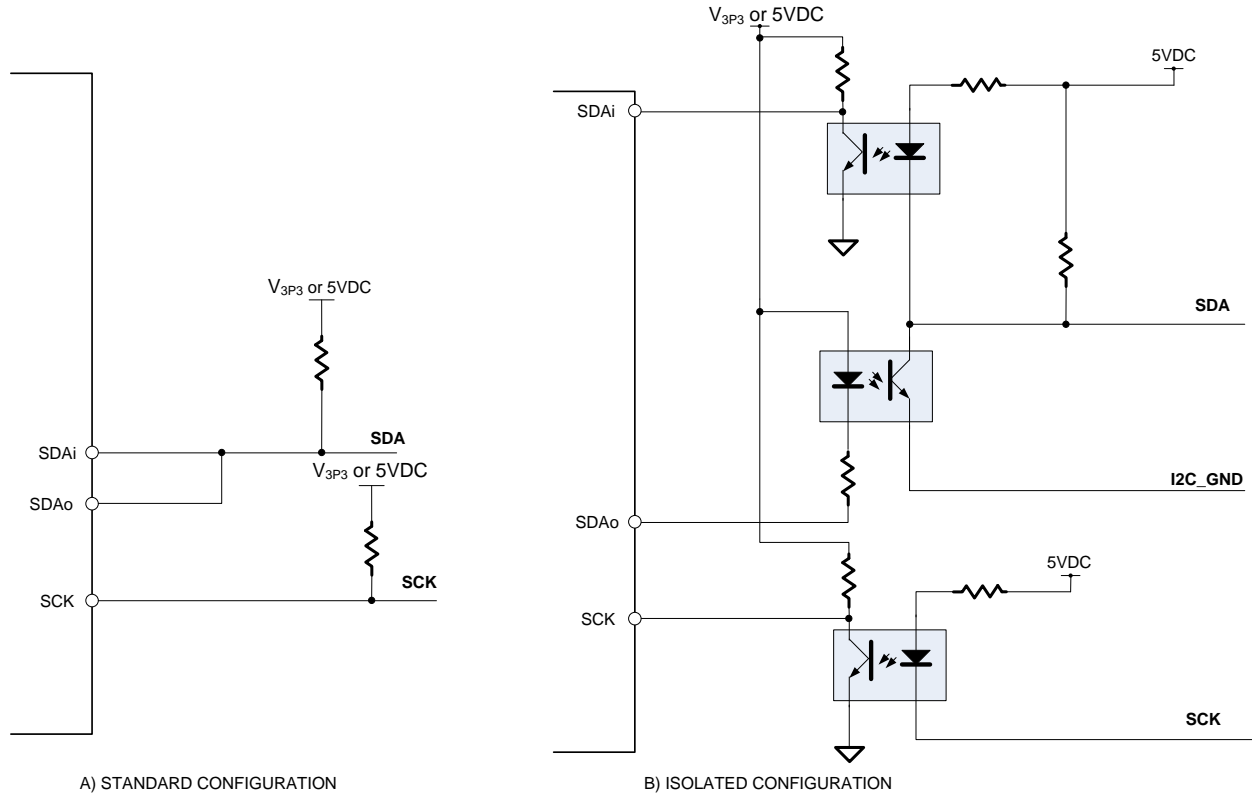 V3P3 or 5VDC
SDAi
SDAo
SCK
SDA
V3P3 or 5VDC
SCK
A) STANDARD CONFIGURATION
V3P3 or 5VDC
5VDC
SDAi
SDA
I2C_GND
SDAo
5VDC
SCK
SCK
B) ISOLATED CONFIGURATION